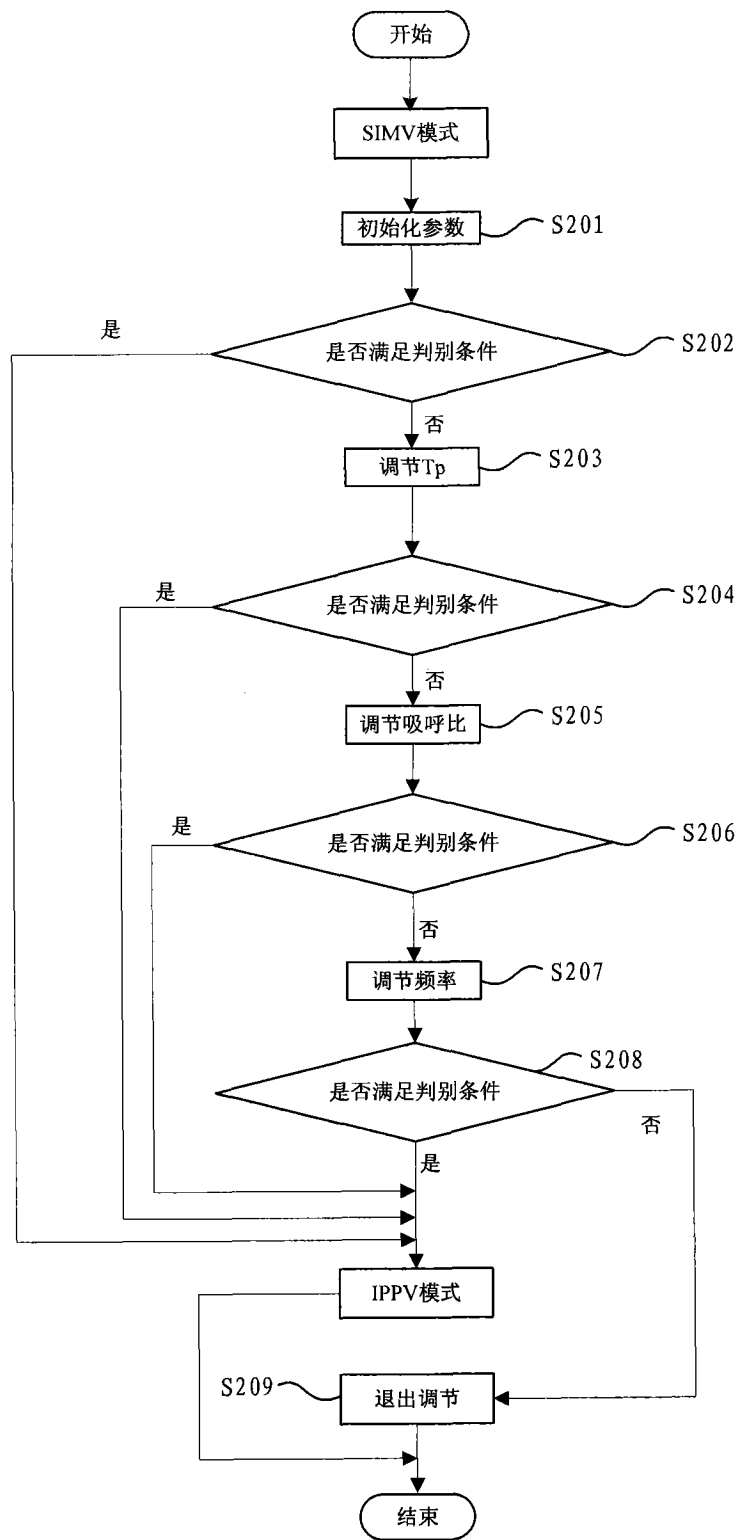 开始
SIMV模式
初始化参数
S201
是
是否满足判别条件
S202
否
调节Tp
S203
是
是否满足判别条件
S204
否
调节吸呼比
S205
是
是否满足判别条件
S206
否
调节频率
S207
S208
是否满足判别条件
否
是
IPPV模式
S209
退出调节
结束